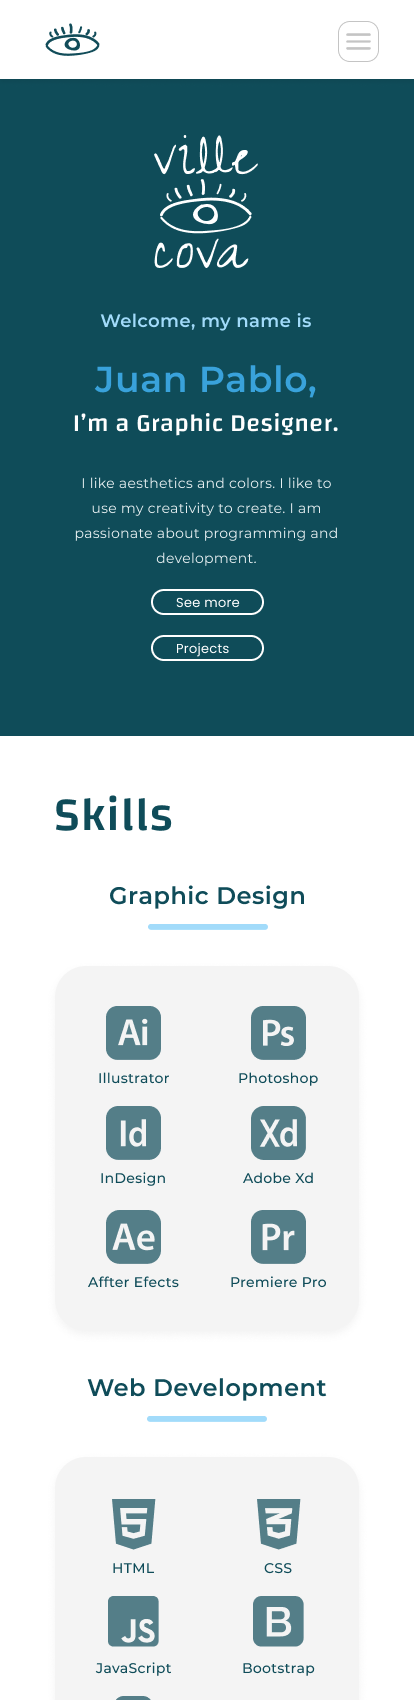 ville
cova
Welcome, my name is
Juan Pablo,
I'm a Graphic Designer.
I like aesthetics and colors. I like to
use my creativity to create. I am
passionate about programming and
development.
See more
Projects
Skills
Graphic Design
Ai Ps
Illustrator Photoshop
Id Xd
InDesign Adobe Xd
Ae Pr
Affter Efects Premiere Pro
Web Development
5 3
HTML CSS
JS B
JavaScript Bootstrap